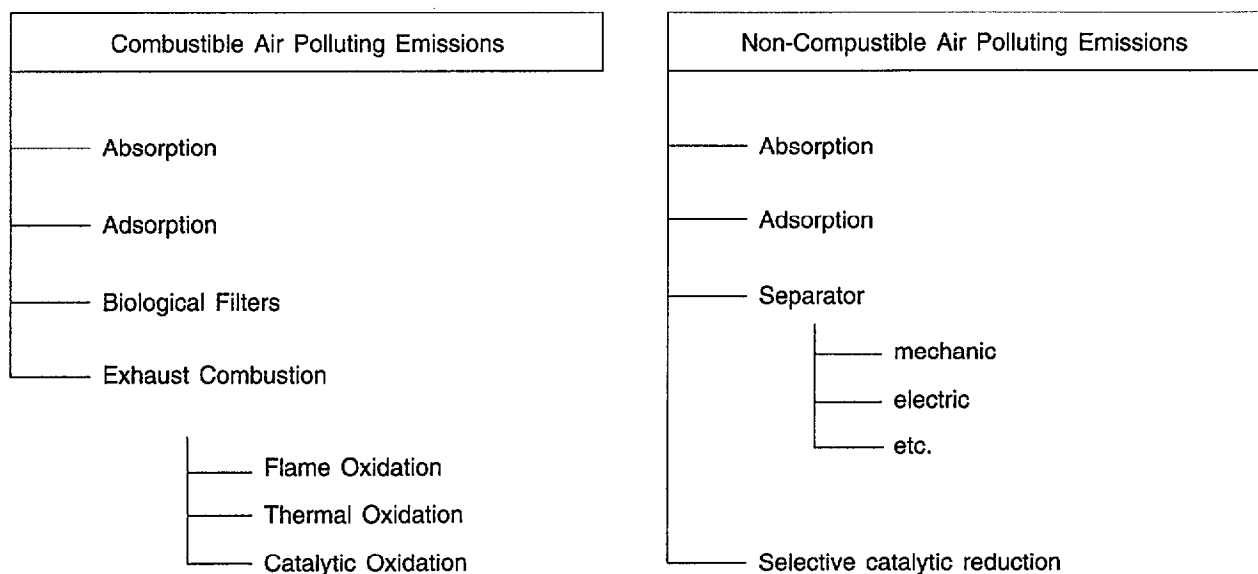 Combustible Air Polluting Emissions
Absorption
Adsorption
Biological Filters
Exhaust Combustion
Flame Oxidation
Thermal Oxidation
Catalytic Oxidation
Non-Compustible Air Polluting Emissions
Absorption
Adsorption
Separator
mechanic
electric
etc.
Selective catalytic reduction